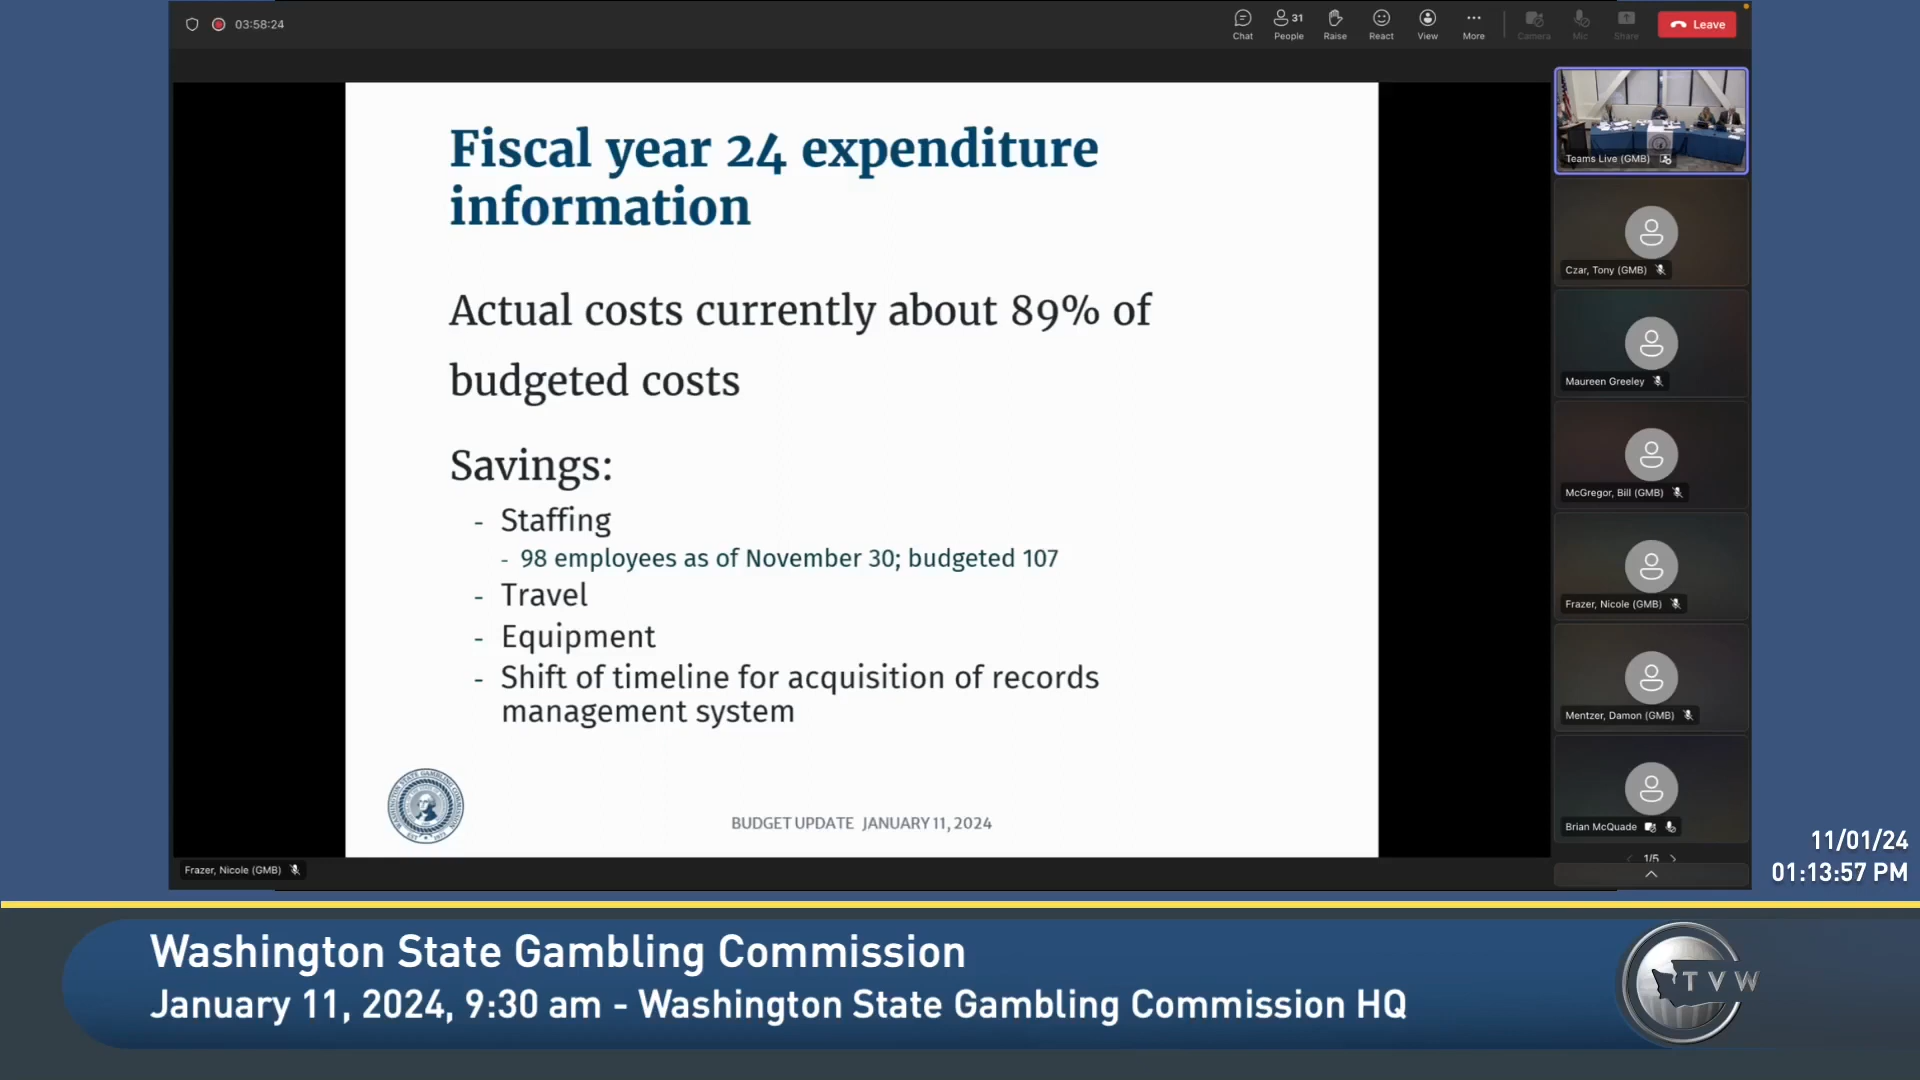 03:58:24
Chat
31
People
Raise
React
View
More
Camera
Mic
Share
Leave
Fiscal year 24 expenditure
information
Actual costs currently about 89% of
budgeted costs
Savings:
- Staffing
- 98 employees as of November 30; budgeted 107
- Travel
- Equipment
- Shift of timeline for acquisition of records
management system
BUDGET UPDATE JANUARY 11, 2024
Frazer, Nicole (GMB)
Teams Live (GMB)
Czar, Tony (GMB)
Maureen Greeley
McGregor, Bill (GMB)
Frazer, Nicole (GMB)
Mentzer, Damon (GMB)
Brian McQuade
1/5
11/01/24
01:13:57 PM
Washington State Gambling Commission
January 11, 2024, 9:30 am - Washington State Gambling Commission HQ
TVW